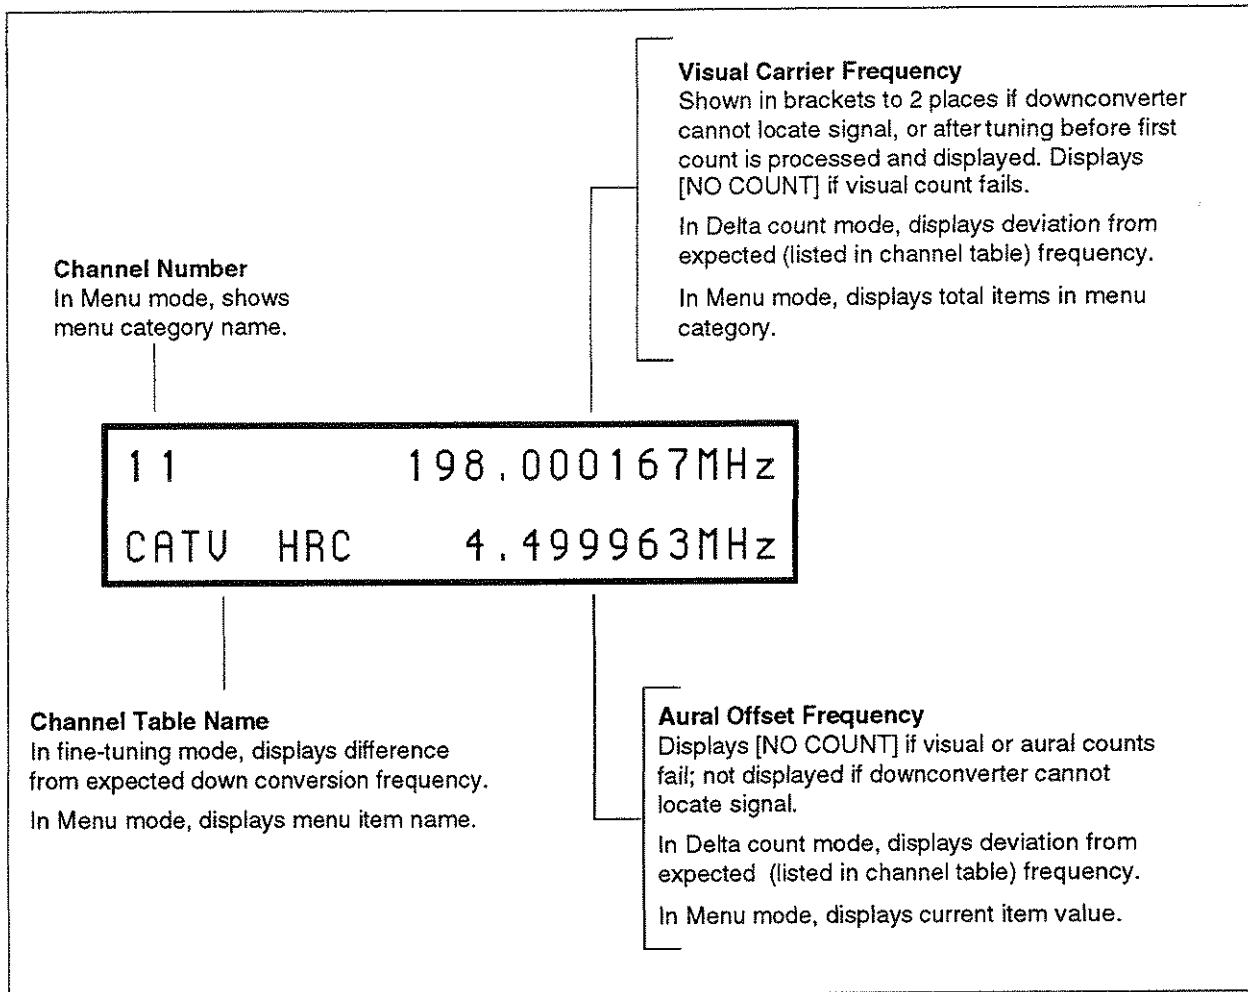 Visual Carrier Frequency
Shown in brackets to 2 places if downconverter
cannot locate signal, or after tuning before first
count is processed and displayed. Displays
[NO COUNT] if visual count fails.
In Delta count mode, displays deviation from
expected (listed in channel table) frequency.
In Menu mode, displays total items in menu
category.
Channel Number
In Menu mode, shows
menu category name.
11 198.000167MHz
CATV HRC 4.499963MHz
Channel Table Name
In fine-tuning mode, displays difference
from expected down conversion frequency.
In Menu mode, displays menu item name.
Aural Offset Frequency
Displays [NO COUNT] if visual or aural counts
fail; not displayed if downconverter cannot
locate signal.
In Delta count mode, displays deviation from
expected (listed in channel table) frequency.
In Menu mode, displays current item value.